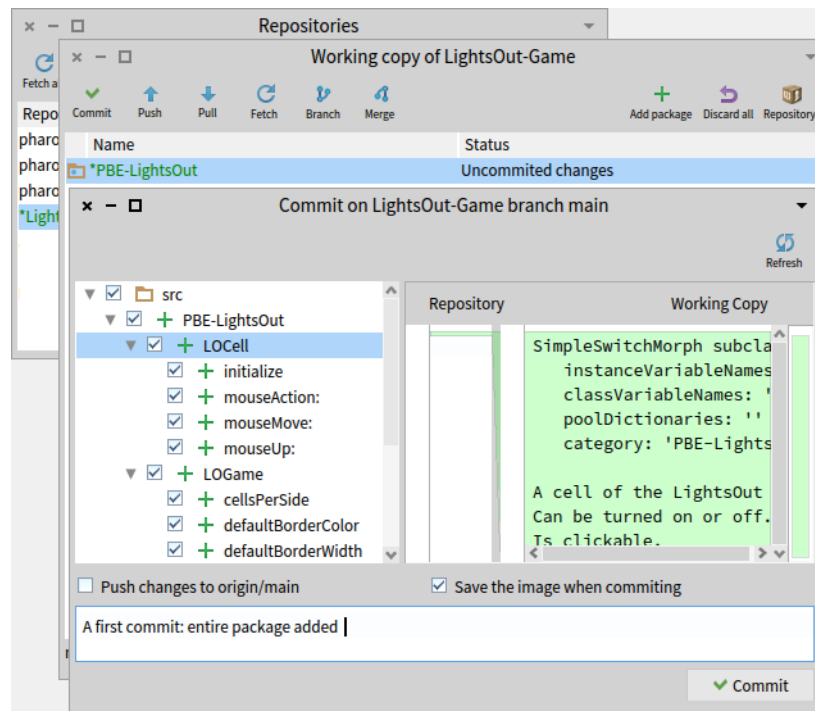 Repositories
Working copy of LightsOut-Game
Fetch a
Commit Push Pull Fetch Branch Merge Add package Discard all Repository
Repo
Name Status
pharo
pharo
pharo
*Light
*PBE-LightsOut Uncommited changes
Commit on LightsOut-Game branch main
Refresh
src
PBE-LightsOut
LOCell
initialize
mouseAction:
mouseMove:
mouseUp:
LOGame
cellsPerSide
defaultBorderColor
defaultBorderWidth
Repository Working Copy
SimpleSwitchMorph subcla
instanceVariableNames
classVariableNames: '
poolDictionaries: ''
category: 'PBE-Lights
A cell of the LightsOut
Can be turned on or off.
Is clickable.
Push changes to origin/main Save the image when commiting
A first commit: entire package added
Commit